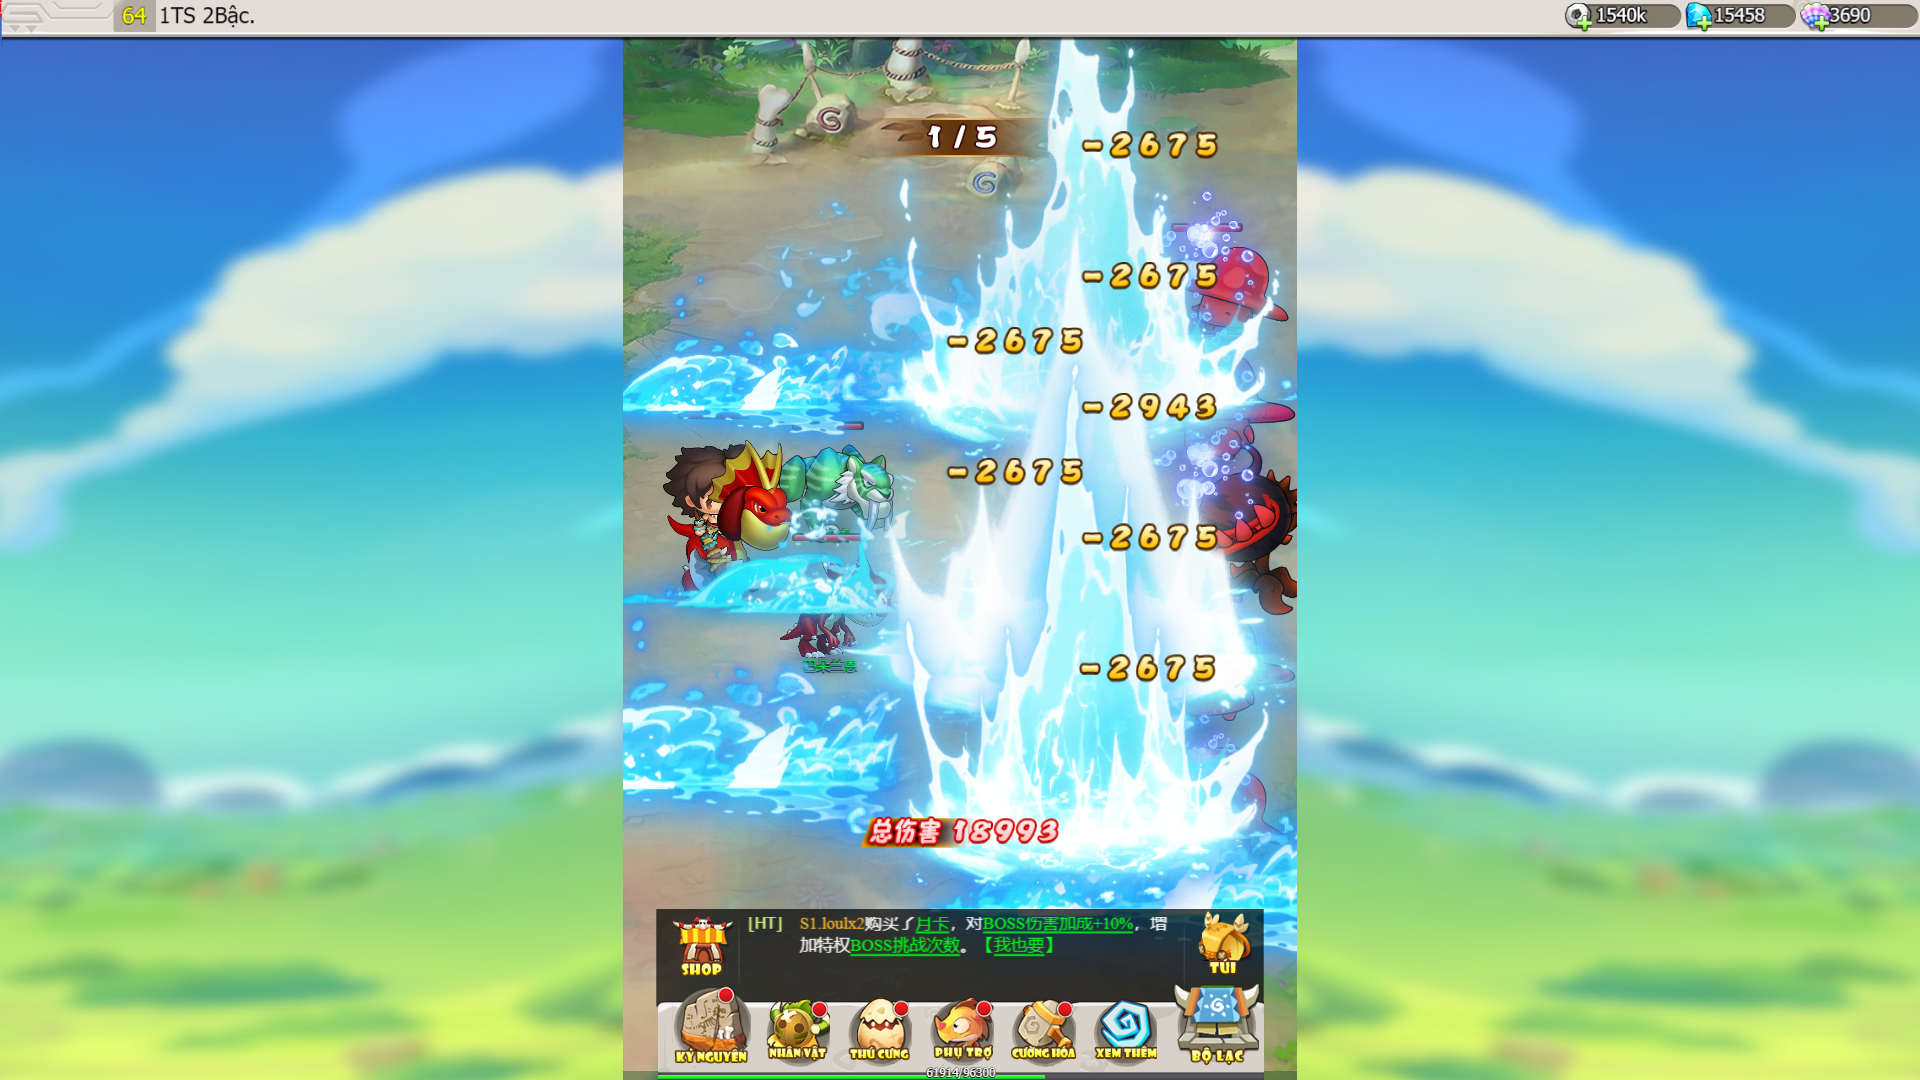 64 1TS 2Bậc.
1540k 15458 3690
1/5
-2675
-2675
-2675
-2943
-2675
-2675
-2675
总伤害 18993
[HT] S1.loulx2购买了月卡，对BOSS伤害加成+10%，增
加特权BOSS挑战次数。【我也要】
SHOP
TÚI
KỶ NGUYÊN
NHÂN VẬT
THÚ CƯNG
PHỤ TRỢ
CƯỜNG HÓA
XEM THÊM
BỘ LẠC
61914/96300